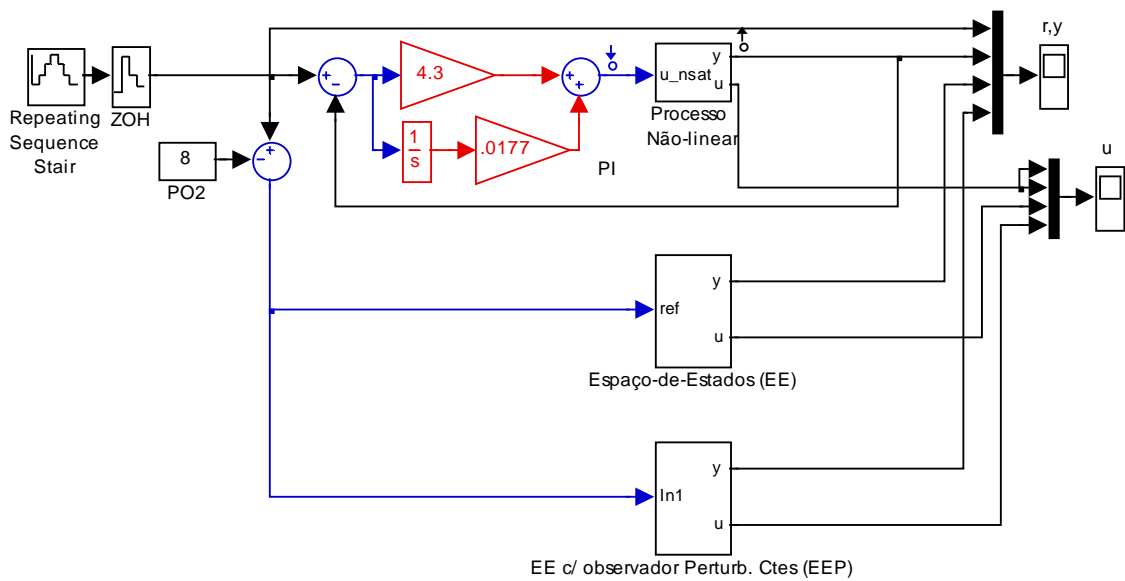 r,y
4.3
y
u_nsat
u
Repeating
Sequence
Stair
ZOH
Processo
Não-linear
1
s
.0177
PI
u
8
PO2
y
ref
u
Espaço-de-Estados (EE)
y
In1
u
EE c/ observador Perturb. Ctes (EEP)